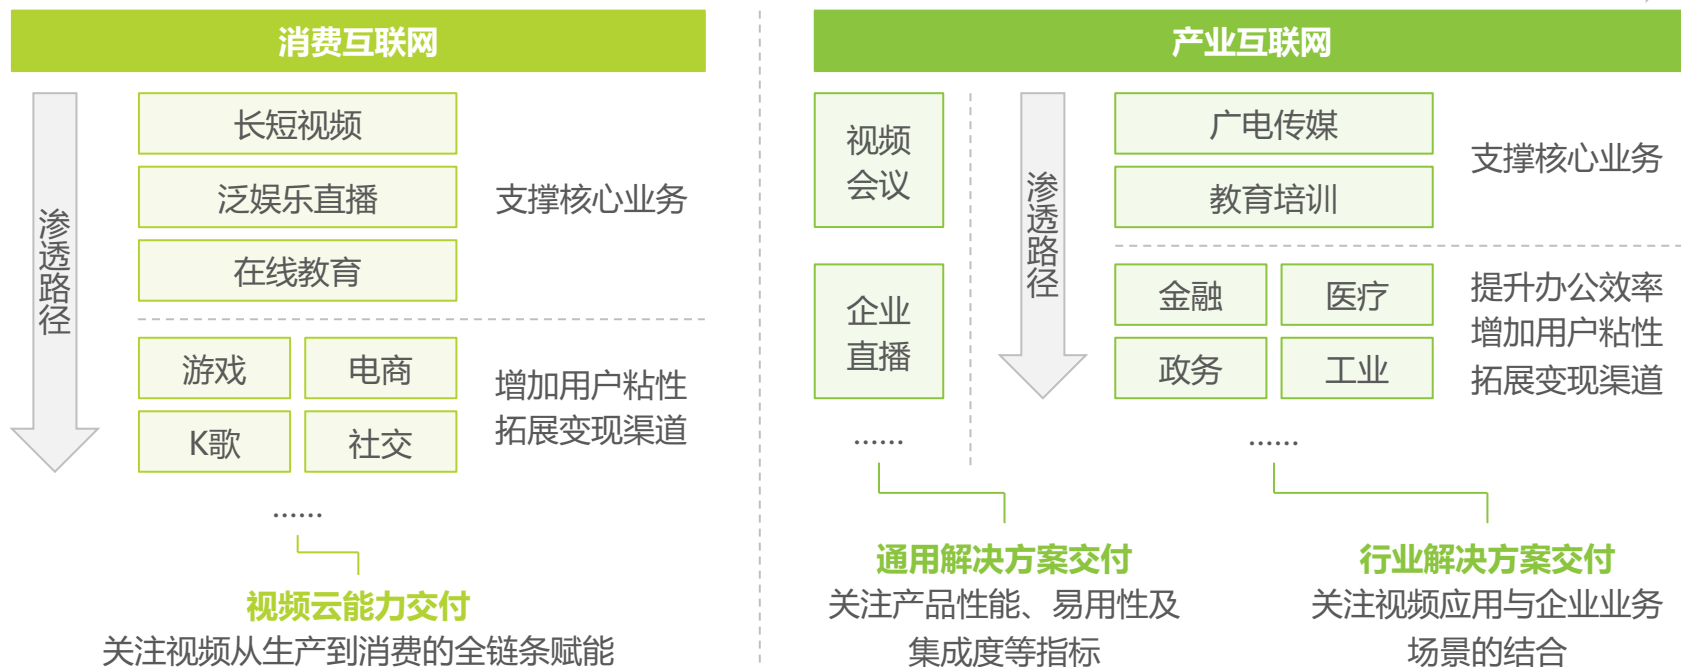 消费互联网
渗透路径
长短视频
泛娱乐直播
在线教育
支撑核心业务
游戏
电商
K歌
社交
增加用户粘性
拓展变现渠道
......
视频云能力交付
关注视频从生产到消费的全链条赋能
产业互联网
视频
会议
企业
直播
......
渗透路径
广电传媒
教育培训
支撑核心业务
金融
医疗
政务
工业
提升办公效率
增加用户粘性
拓展变现渠道
......
通用解决方案交付
关注产品性能、易用性及
集成度等指标
行业解决方案交付
关注视频应用与企业业务
场景的结合